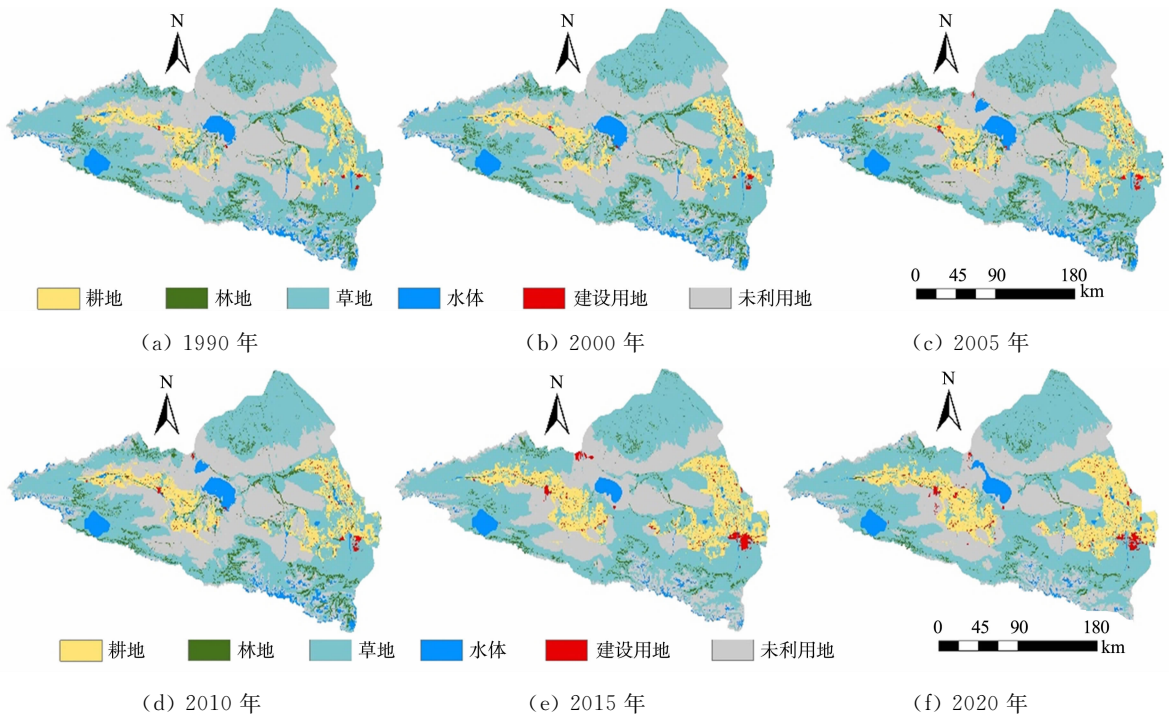 N N N
0 45 90 180
km
耕地 林地 草地 水体 建设用地 未利用地
(a) 1990 年 (b) 2000 年 (c) 2005 年
N N N
0 45 90 180
km
耕地 林地 草地 水体 建设用地 未利用地
(d) 2010 年 (e) 2015 年 (f) 2020 年